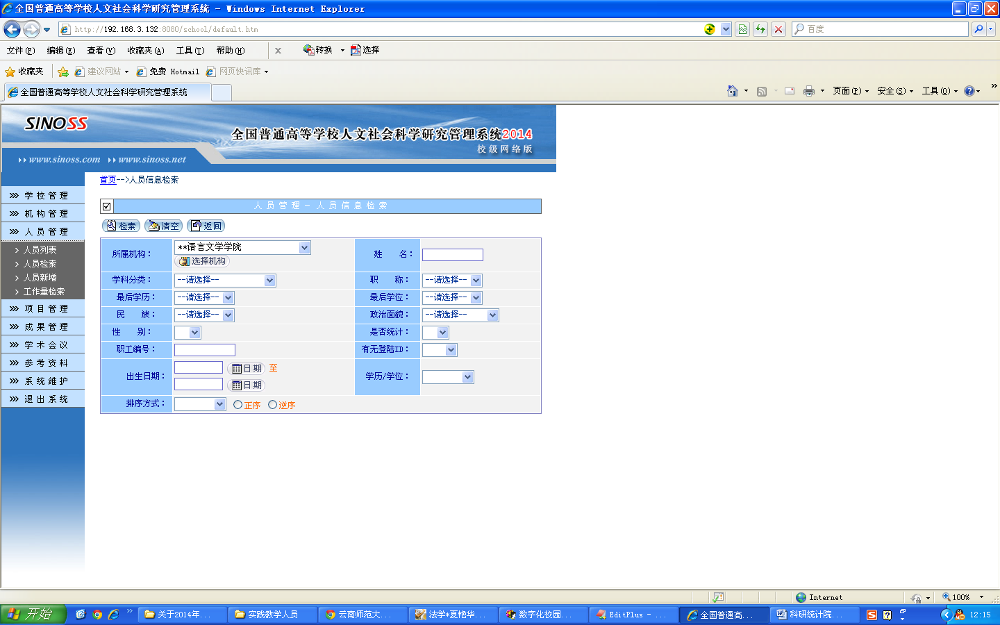 全国普通高等学校人文社会科学研究管理系统 - Windows Internet Explorer
http://192.168.3.132:8080/school/default.htm
百度
文件(F) 编辑(E) 查看(V) 收藏夹(A) 工具(T) 帮助(H) x 转换 选择
收藏夹 建议网站 免费 Hotmail 网页快讯库
全国普通高等学校人文社会科学研究管理系统
页面(P) 安全(S) 工具(O)
SINOSS
全国普通高等学校人文社会科学研究管理系统2014
校级网络版
www.sinoss.com www.sinoss.net
首页-->人员信息检索
学校管理
机构管理
人员管理
人员列表
人员检索
人员新增
工作量检索
项目管理
成果管理
学术会议
参考资料
系统维护
退出系统
人员管理-人员信息检索
检索 清空 返回
所属机构： **语言文学学院 选择机构 姓 名：
学科分类： --请选择-- 职 称： --请选择--
最后学历： --请选择-- 最后学位： --请选择--
民 族： --请选择-- 政治面貌： --请选择--
性 别： 是否统计：
职工编号： 有无登陆ID：
出生日期： 日期 至 日期 学历/学位：
排序方式： 正序 逆序
Internet 100%
开始 关于2014年... 实践教学人员 云南师范大... 法学*夏艳华... 数字化校园... EditPlus - ... 全国普通高... 科研统计院... 12:15